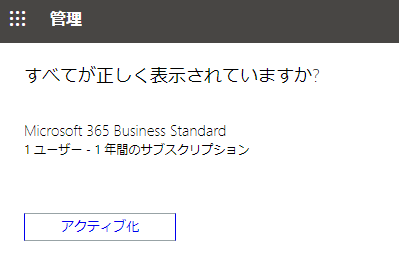 管理
すべてが正しく表示されていますか?
Microsoft 365 Business Standard
1 ユーザー - 1 年間のサブスクリプション
アクティブ化